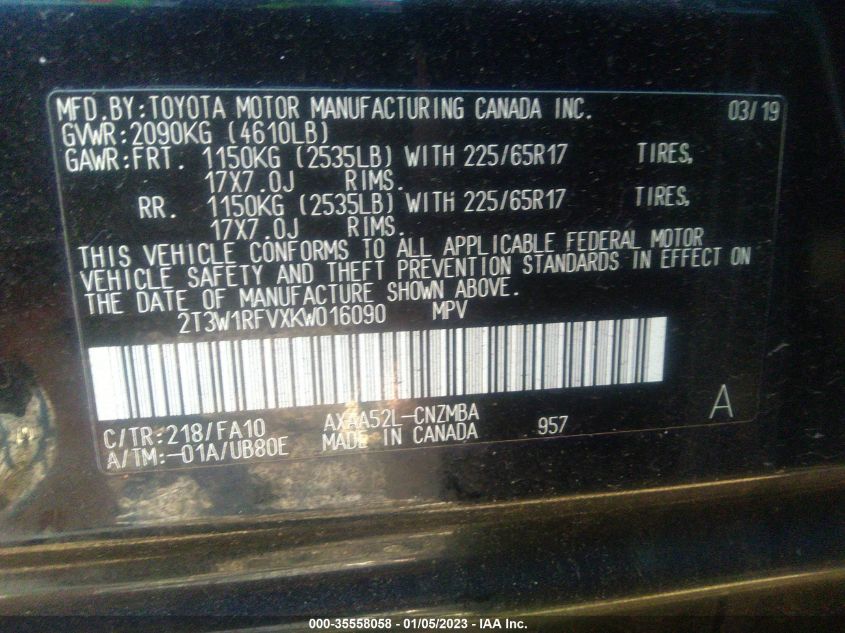 MFD.BY:TOYOTA MOTOR MANUFACTURING CANADA INC. 03/19
GVWR:2090KG (4610LB)
GAWR:FRT. 1150KG (2535LB) WITH 225/65R17 TIRES,
17X7.0J RIMS.
RR. 1150KG (2535LB) WITH 225/65R17 TIRES,
17X7.0J RIMS.
THIS VEHICLE CONFORMS TO ALL APPLICABLE FEDERAL MOTOR
VEHICLE SAFETY AND THEFT PREVENTION STANDARDS IN EFFECT ON
THE DATE OF MANUFACTURE SHOWN ABOVE.
2T3W1RFVXKW016090 MPV
C/TR:218/FA10 AXAA52L-CNZMBA 957 A
A/TM:-01A/UB80E MADE IN CANADA
000-35558058 - 01/05/2023 - IAA Inc.